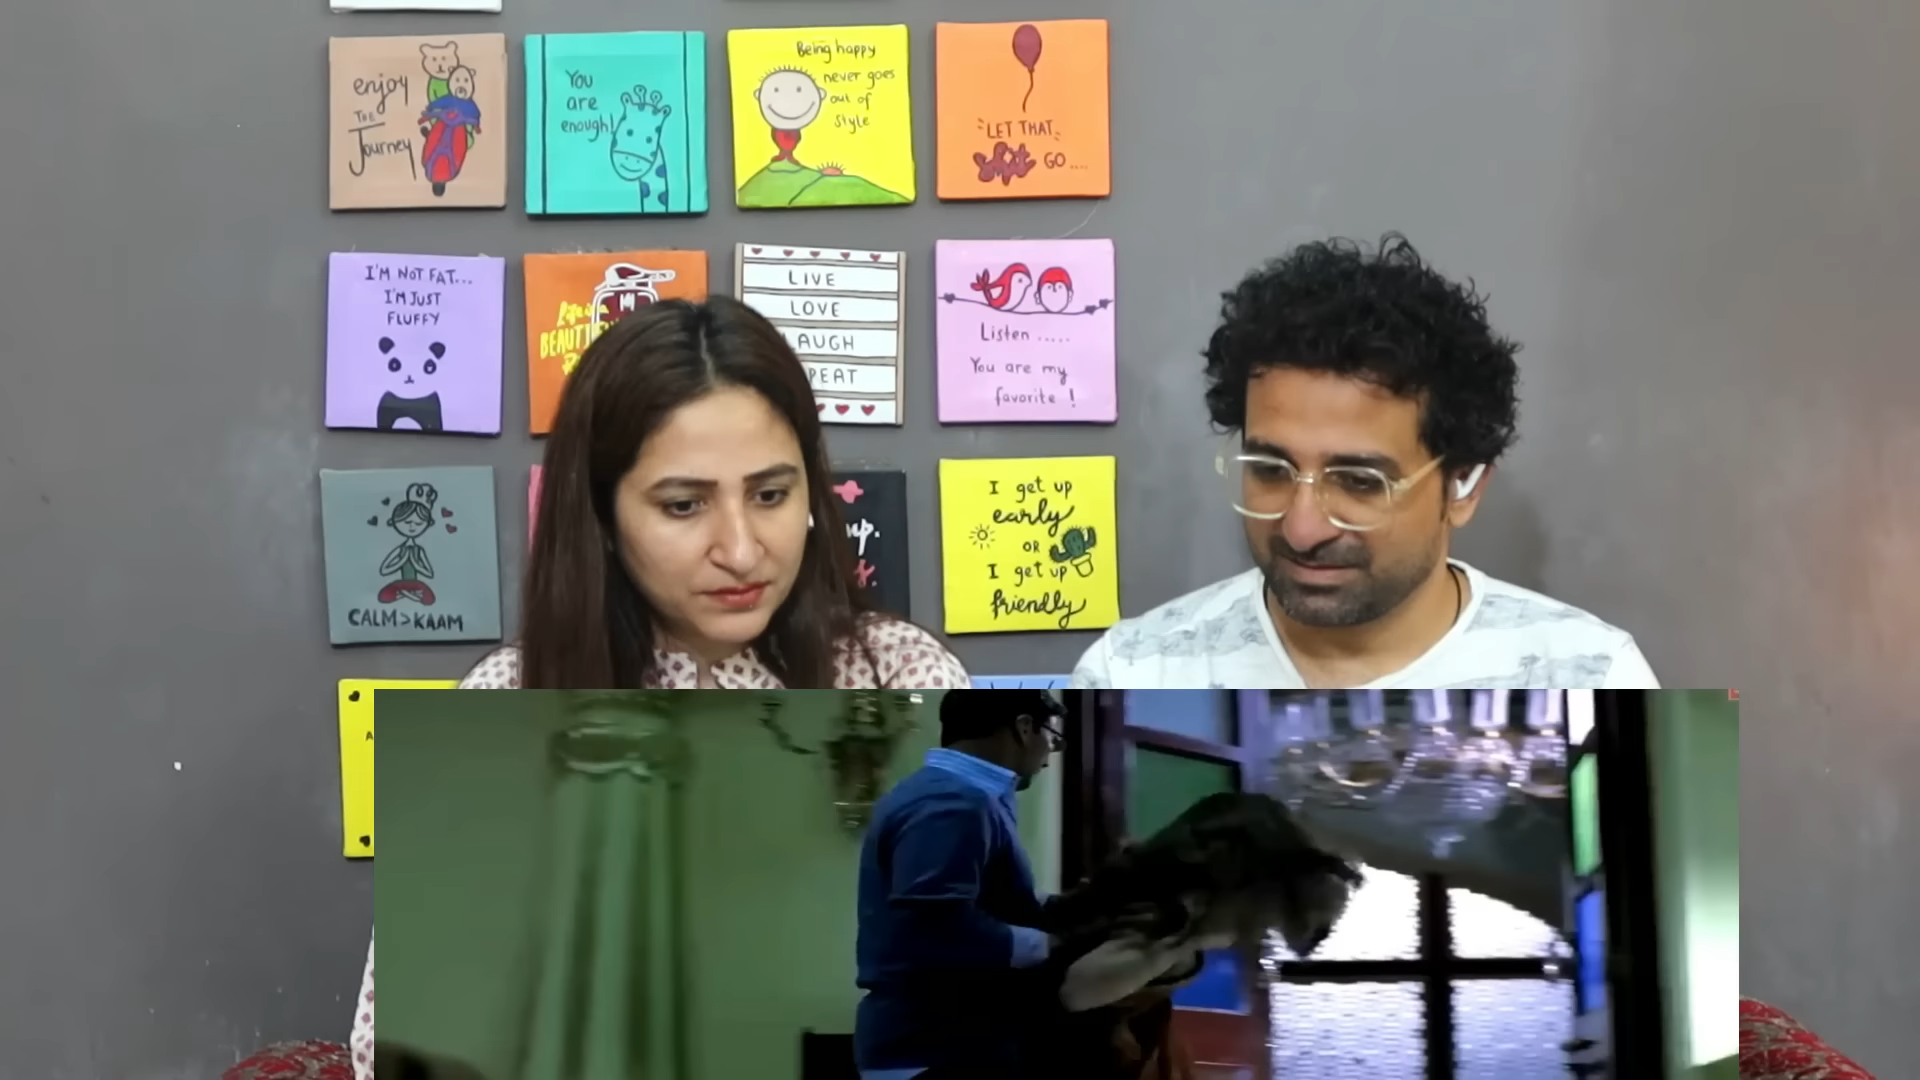 enjoy
THE
Journey
You
are
enough!
Being happy
never goes
out of
style
"LET THAT
shit GO ....
I'M NOT FAT...
I'M JUST
FLUFFY
LIVE
LOVE
LAUGH
Listen .....
You are my
favorite !
CALM>KAAM
I get up
early
OR
I get up
friendly